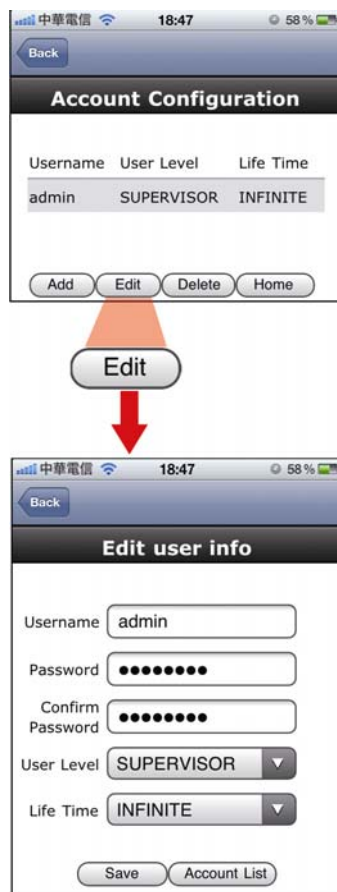 中華電信 18:47 58%
Back
Account Configuration
Username User Level Life Time
admin SUPERVISOR INFINITE
Add Edit Delete Home
Edit
中華電信 18:47 58%
Back
Edit user info
Username admin
Password ●●●●●●●●
Confirm
Password ●●●●●●●●
User Level SUPERVISOR
Life Time INFINITE
Save Account List